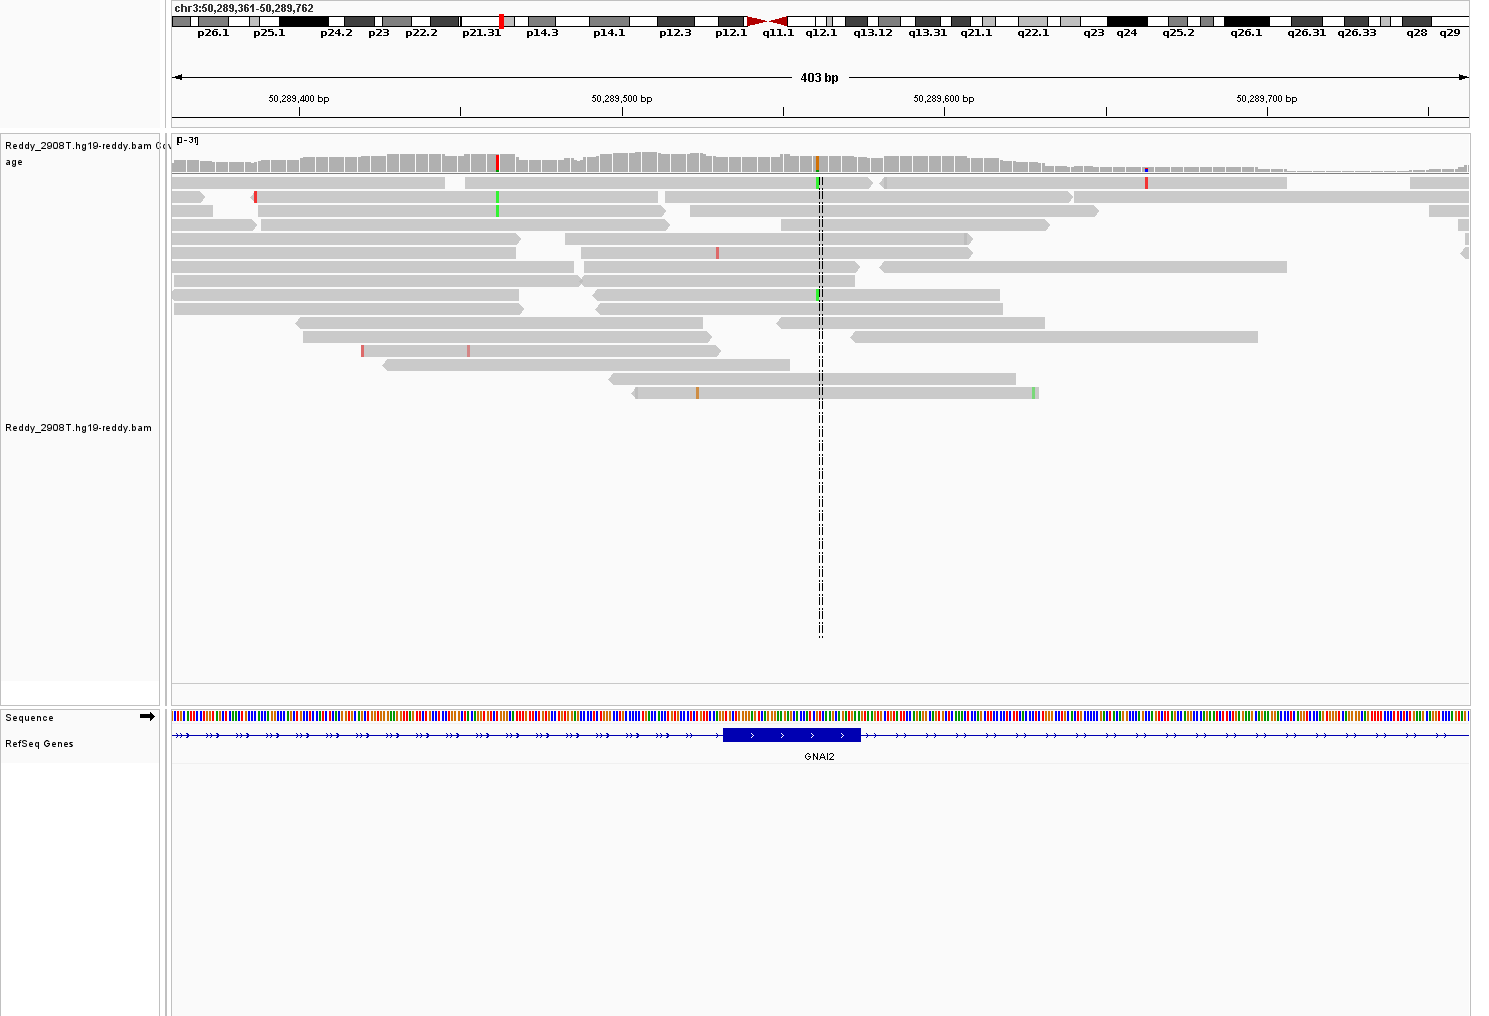 chr3:50,289,361-50,289,762
p26.1 p25.1 p24.2 p23 p22.2 p21.31 p14.3 p14.1 p12.3 p12.1 q11.1 q12.1 q13.12 q13.31 q21.1 q22.1 q23 q24 q25.2 q26.1 q26.31 q26.33 q28 q29
403 bp
50,289,400 bp 50,289,500 bp 50,289,600 bp 50,289,700 bp
[0-31]
Reddy_2908T.hg19-reddy.bam Cov
age
Reddy_2908T.hg19-reddy.bam
Sequence
RefSeq Genes
GNAI2